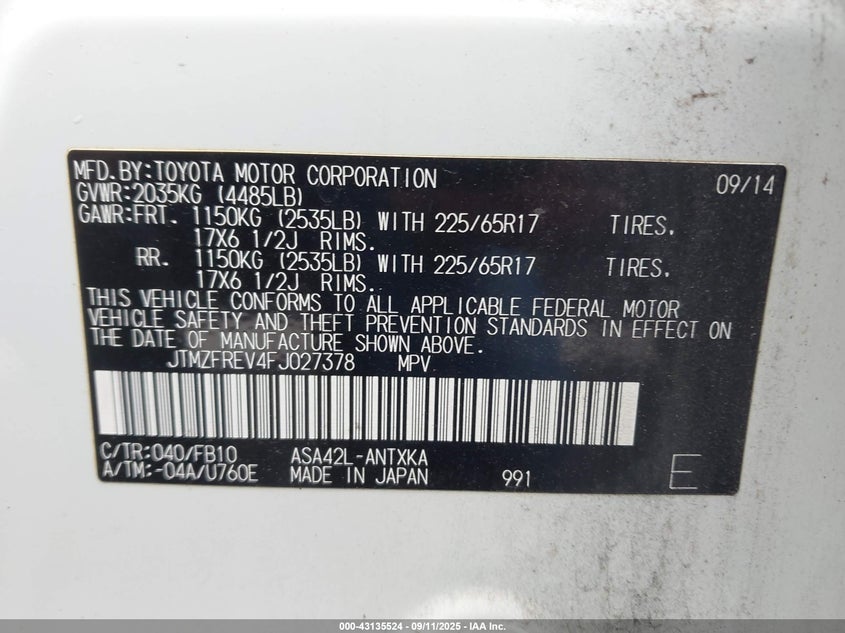 MFD.BY:TOYOTA MOTOR CORPORATION 09/14
GVWR:2035KG (4485LB)
GAWR:FRT. 1150KG (2535LB) WITH 225/65R17 TIRES.
17X6 1/2J RIMS.
RR. 1150KG (2535LB) WITH 225/65R17 TIRES.
17X6 1/2J RIMS.
THIS VEHICLE CONFORMS TO ALL APPLICABLE FEDERAL MOTOR
VEHICLE SAFETY AND THEFT PREVENTION STANDARDS IN EFFECT ON
THE DATE OF MANUFACTURE SHOWN ABOVE.
JTMZFREV4FJ027378 MPV
C/TR:040/FB10 ASA42L-ANTXKA
A/TM:-04A/U760E MADE IN JAPAN 991 E
000-43135524 - 09/11/2025 - IAA Inc.